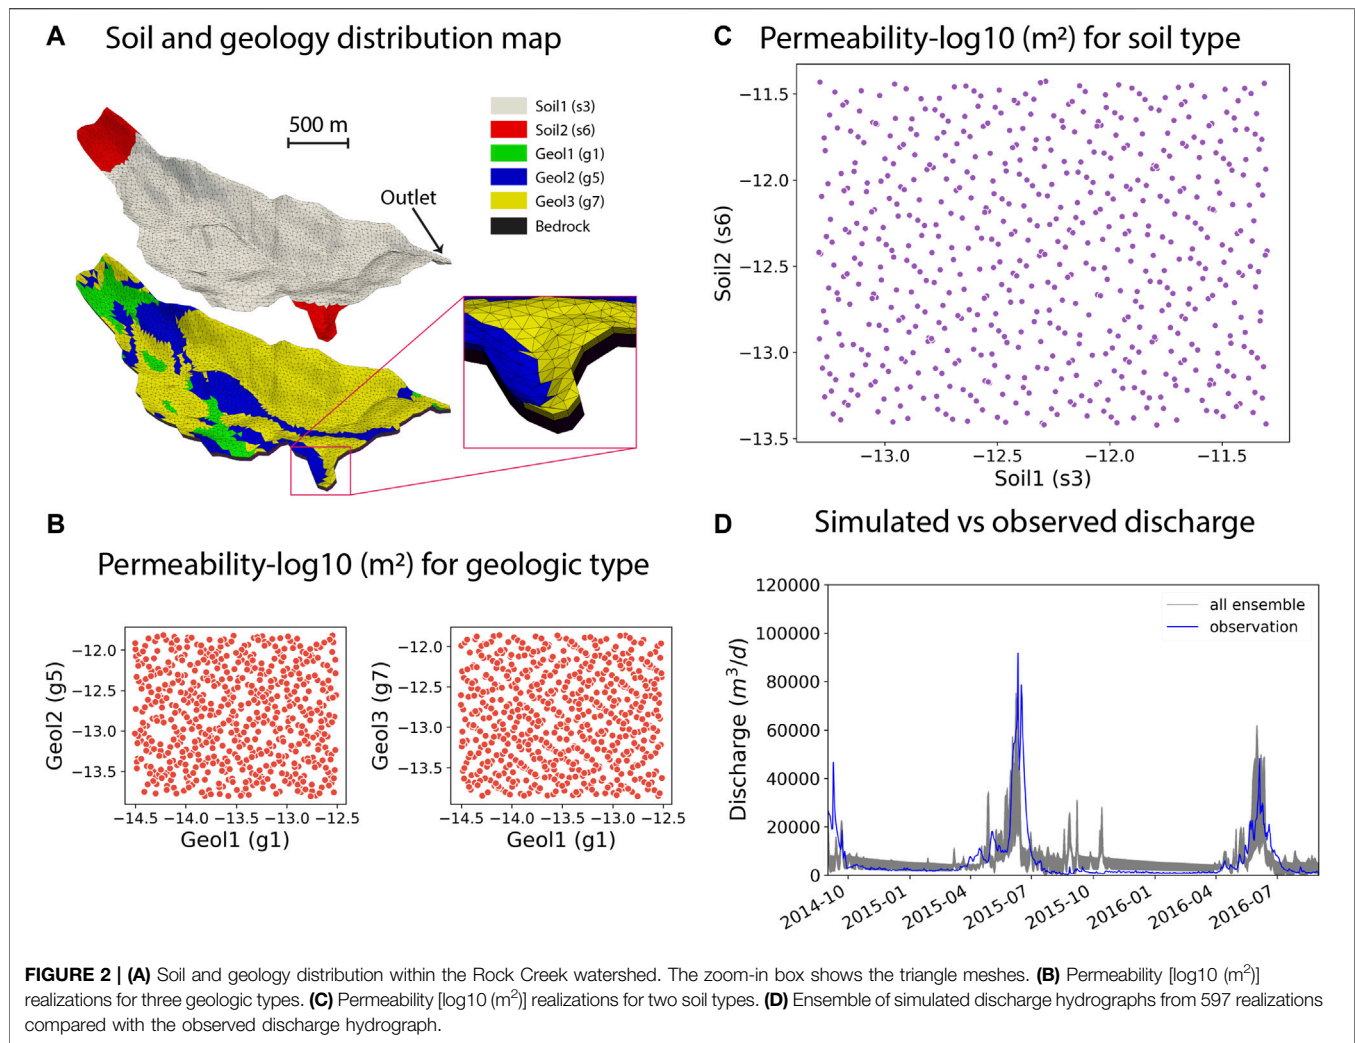 A Soil and geology distribution map
500 m
Soil1 (s3)
Soil2 (s6)
Geol1 (g1)
Geol2 (g5)
Geol3 (g7)
Bedrock
Outlet
B
Permeability-log10 (m²) for geologic type
−12.0
−12.5
−13.0
−13.5
Geol2 (g5)
−14.5 −14.0 −13.5 −13.0 −12.5
Geol1 (g1)
−12.0
−12.5
−13.0
−13.5
Geol3 (g7)
−14.5 −14.0 −13.5 −13.0 −12.5
Geol1 (g1)
C Permeability-log10 (m²) for soil type
−11.5
−12.0
−12.5
−13.0
−13.5
Soil2 (s6)
−13.0 −12.5 −12.0 −11.5
Soil1 (s3)
D Simulated vs observed discharge
120000
100000
80000
60000
40000
20000
0
Discharge (m³/d)
all ensemble
observation
2014-10 2015-01 2015-04 2015-07 2015-10 2016-01 2016-04 2016-07
FIGURE 2 | (A) Soil and geology distribution within the Rock Creek watershed. The zoom-in box shows the triangle meshes. (B) Permeability [log10 (m²)]
realizations for three geologic types. (C) Permeability [log10 (m²)] realizations for two soil types. (D) Ensemble of simulated discharge hydrographs from 597 realizations
compared with the observed discharge hydrograph.